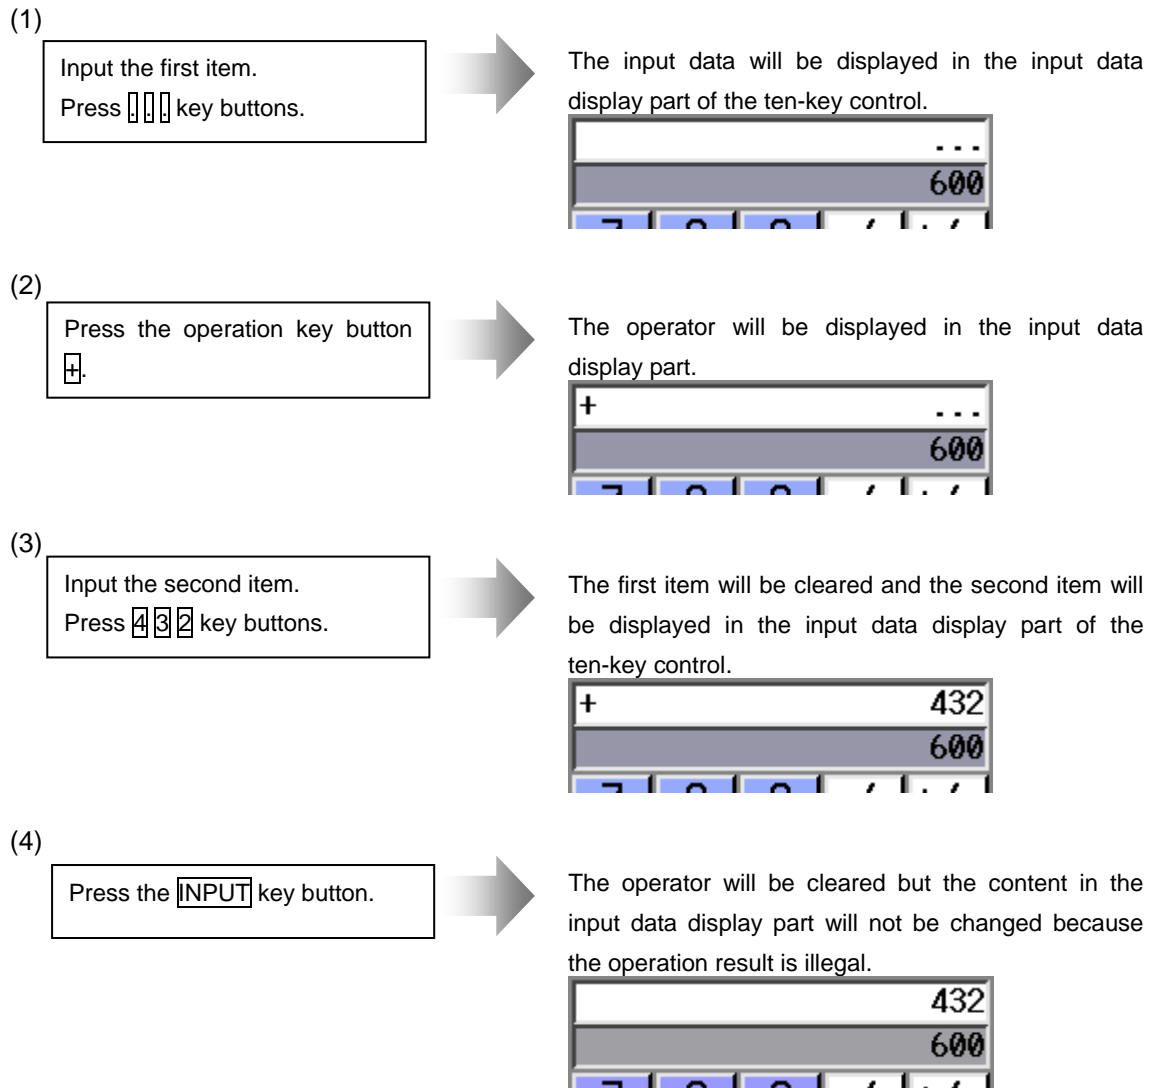 (1)
Input the first item.
Press . . . key buttons.
The input data will be displayed in the input data
display part of the ten-key control.
...
600
(2)
Press the operation key button
+.
The operator will be displayed in the input data
display part.
+ ...
600
(3)
Input the second item.
Press 4 3 2 key buttons.
The first item will be cleared and the second item will
be displayed in the input data display part of the
ten-key control.
+ 432
600
(4)
Press the INPUT key button.
The operator will be cleared but the content in the
input data display part will not be changed because
the operation result is illegal.
432
600